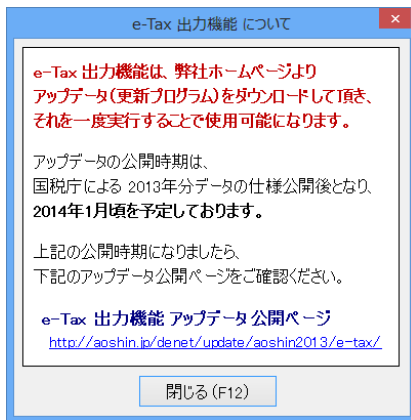 e-Tax 出力機能 について
×
e-Tax 出力機能は、弊社ホームページより
アップデータ(更新プログラム)をダウンロードして頂き、
それを一度実行することで使用可能になります。
アップデータの公開時期は、
国税庁による 2013年分データの仕様公開後となり、
2014年1月頃を予定しております。
上記の公開時期になりましたら、
下記のアップデータ公開ページをご確認ください。
e-Tax 出力機能 アップデータ公開ページ
http://aoshin.jp/denet/update/aoshin2013/e-tax/
閉じる(F12)